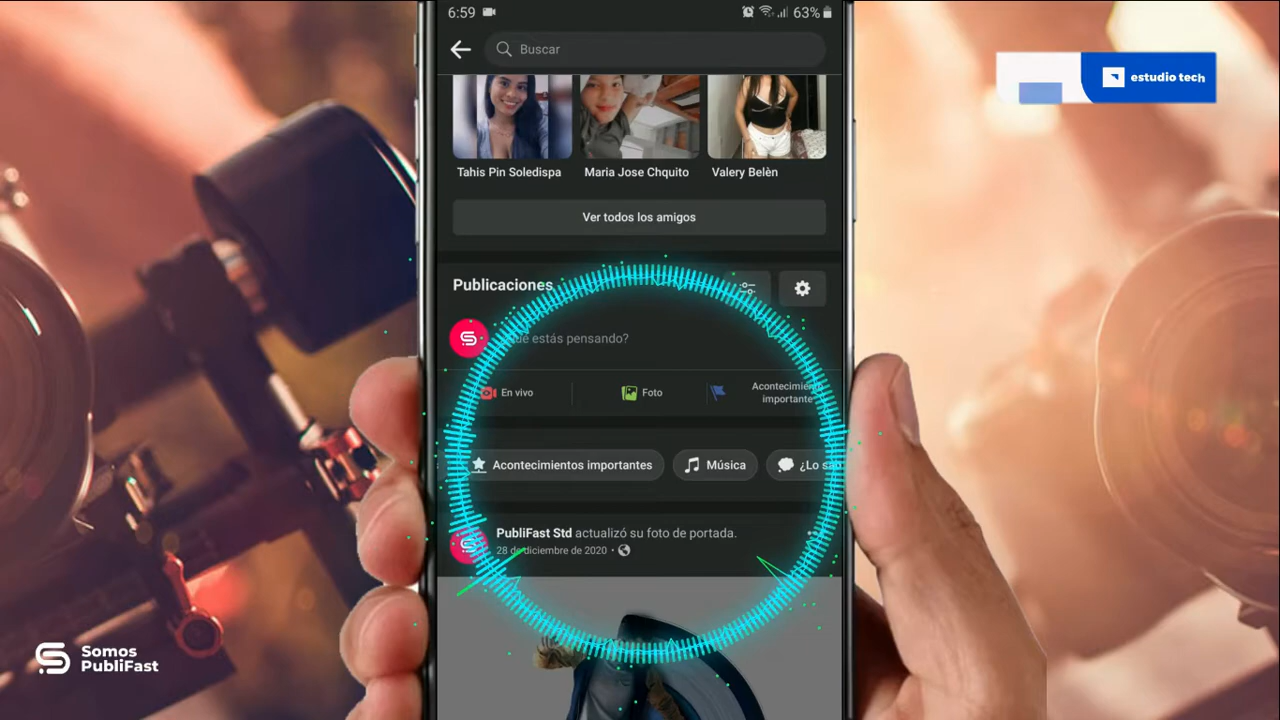 6:59
63%
Buscar
estudio tech
Tahis Pin Soledispa
Maria Jose Chquito
Valery Belèn
Ver todos los amigos
Publicaciones
estás pensando?
En vivo
Foto
Acontecimiento
importante
Acontecimientos importantes
Música
¿Lo
PubliFast Std actualizó su foto de portada.
28 de diciembre de 2020
Somos
PubliFast